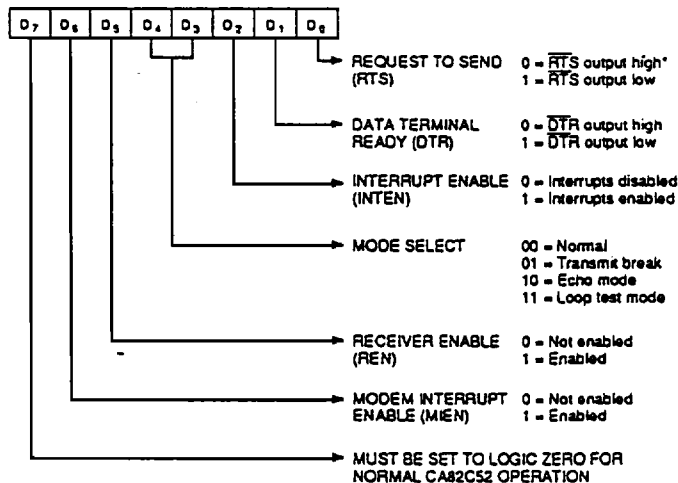 D7 D6 D5 D4 D3 D2 D1 D0
REQUEST TO SEND 0 = R̅T̅S̅ output high*
(RTS) 1 = R̅T̅S̅ output low
DATA TERMINAL 0 = D̅T̅R̅ output high
READY (DTR) 1 = D̅T̅R̅ output low
INTERRUPT ENABLE 0 = Interrupts disabled
(INTEN) 1 = Interrupts enabled
MODE SELECT 00 = Normal
01 = Transmit break
10 = Echo mode
11 = Loop test mode
RECEIVER ENABLE 0 = Not enabled
(REN) 1 = Enabled
MODEM INTERRUPT 0 = Not enabled
ENABLE (MIEN) 1 = Enabled
MUST BE SET TO LOGIC ZERO FOR
NORMAL CA82C52 OPERATION